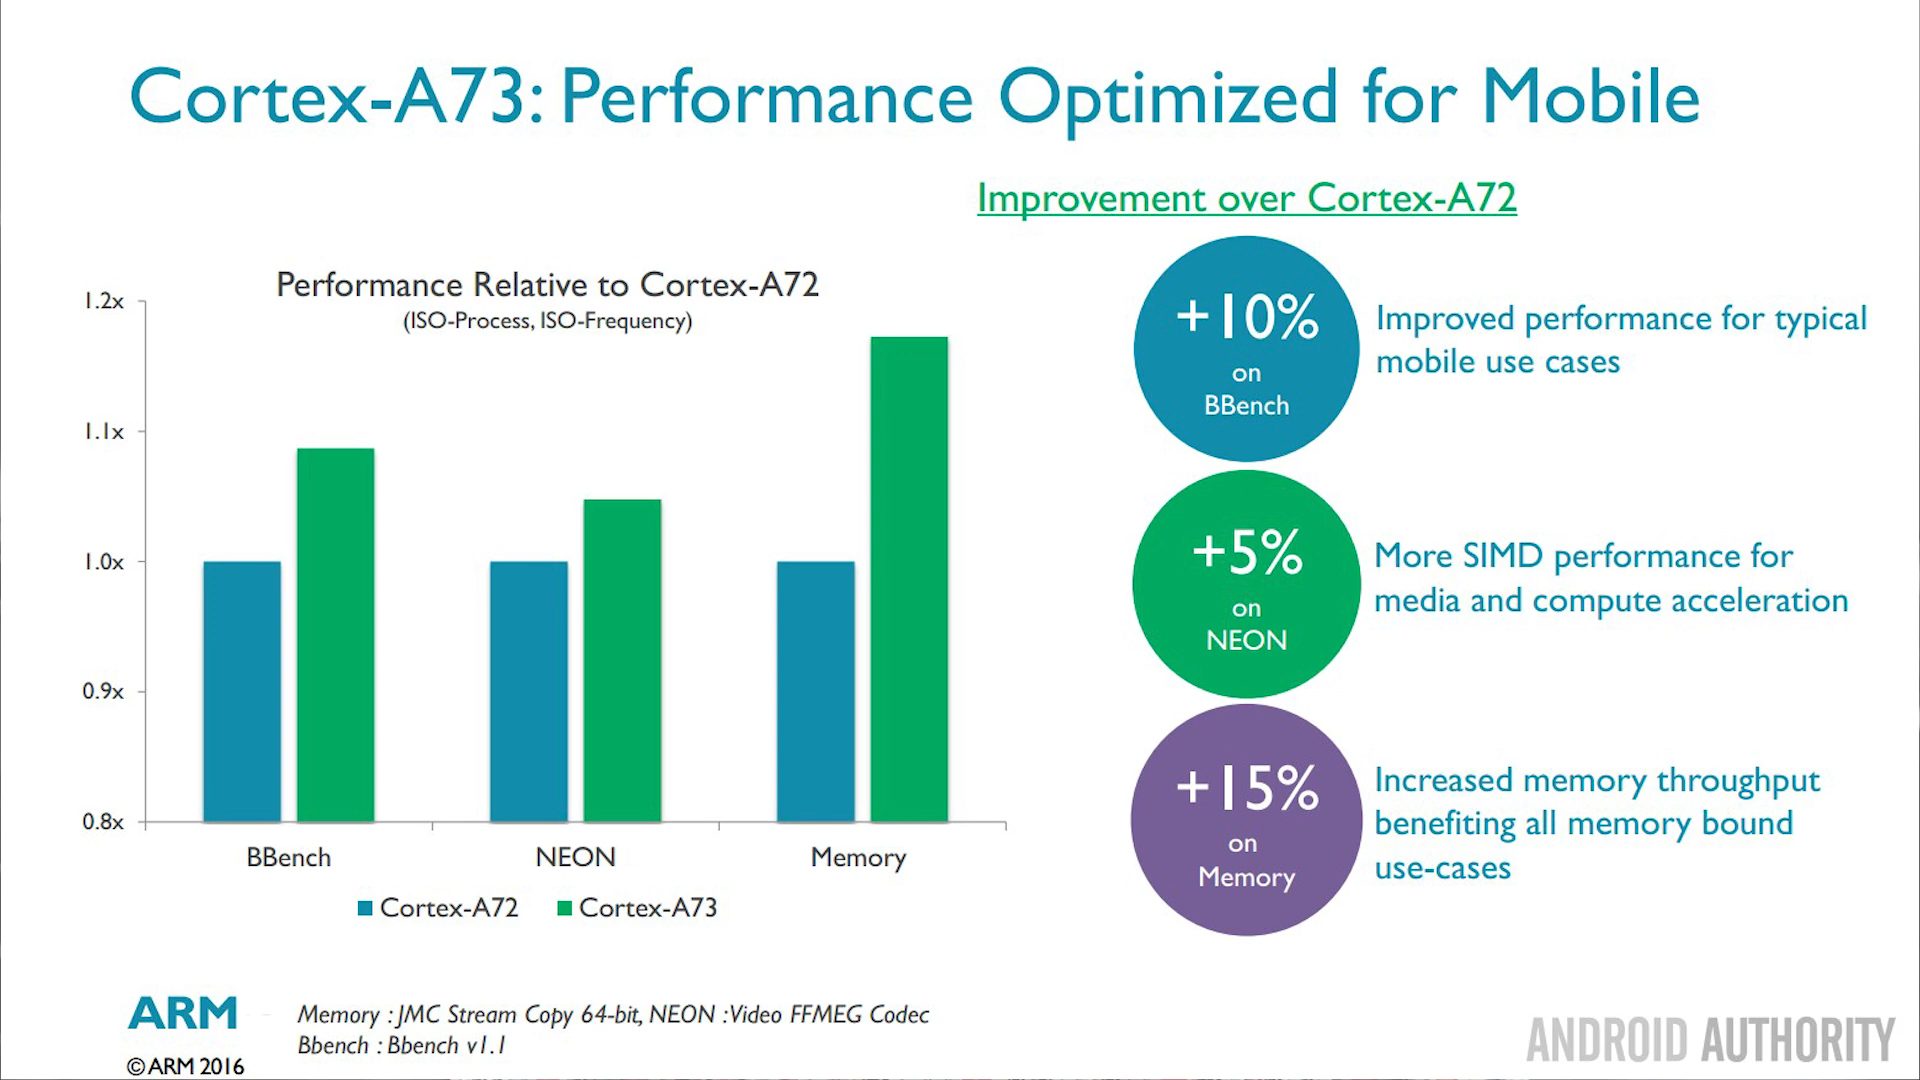 Cortex-A73: Performance Optimized for Mobile
Improvement over Cortex-A72
Performance Relative to Cortex-A72
(ISO-Process, ISO-Frequency)
1.2x
1.1x
1.0x
0.9x
0.8x
BBench NEON Memory
Cortex-A72 Cortex-A73
+10%
on
BBench
Improved performance for typical
mobile use cases
+5%
on
NEON
More SIMD performance for
media and compute acceleration
+15%
on
Memory
Increased memory throughput
benefiting all memory bound
use-cases
ARM
©ARM 2016
Memory : JMC Stream Copy 64-bit, NEON :Video FFMEG Codec
Bbench : Bbench v1.1
ANDROID AUTHORITY